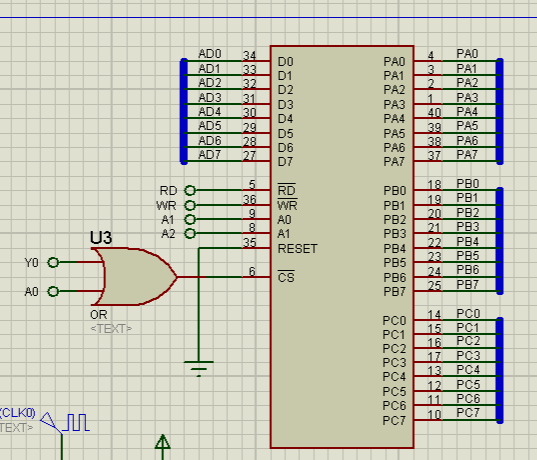 AD0 34 D0 PA0 4 PA0
AD1 33 D1 PA1 3 PA1
AD2 32 D2 PA2 2 PA2
AD3 31 D3 PA3 1 PA3
AD4 30 D4 PA4 40 PA4
AD5 29 D5 PA5 39 PA5
AD6 28 D6 PA6 38 PA6
AD7 27 D7 PA7 37 PA7
RD 5 RD PB0 18 PB0
WR 36 WR PB1 19 PB1
A1 9 A0 PB2 20 PB2
A2 8 A1 PB3 21 PB3
35 RESET PB4 22 PB4
PB5 23 PB5
6 CS PB6 24 PB6
PB7 25 PB7
U3
Y0
A0
OR
<TEXT>
PC0 14 PC0
PC1 15 PC1
PC2 16 PC2
PC3 17 PC3
PC4 13 PC4
PC5 12 PC5
PC6 11 PC6
PC7 10 PC7
(CLK0)
TEXT>